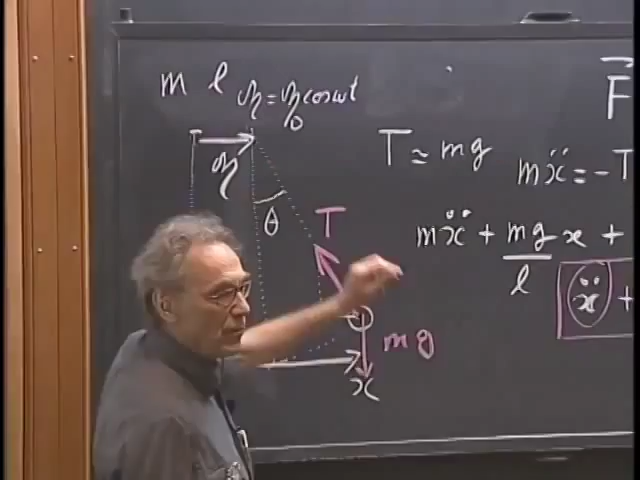 m l η = η₀ cos ωt
F⃗
T ≃ mg
mẍ = -T
η
θ
T
mẍ + mg/l x +
ẍ +
mg
x